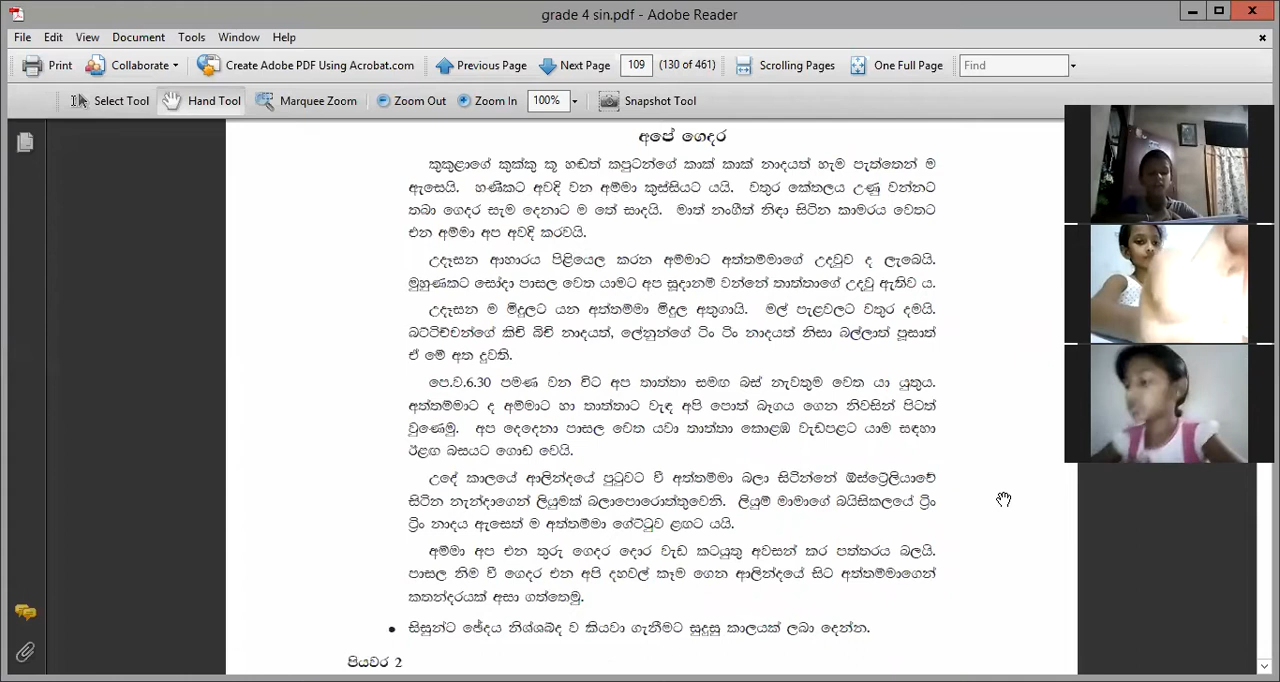 grade 4 sin.pdf - Adobe Reader
File Edit View Document Tools Window Help
Print Collaborate Create Adobe PDF Using Acrobat.com Previous Page Next Page 109 (130 of 461) Scrolling Pages One Full Page Find
Select Tool Hand Tool Marquee Zoom Zoom Out Zoom In 100% Snapshot Tool
අපේ ගෙදර
කුකුළාගේ කුක්කු කූ හඬත් කපුටන්ගේ කාක් කාක් නාදයත් හැම පැත්තෙන් ම
ඇසෙයි. හණිකට අවදි වන අම්මා කුස්සියට යයි. වතුර කේතලය උණු වන්නට
තබා ගෙදර සැම දෙනාට ම තේ සාදයි. මාත් නංගීත් නිඳා සිටින කාමරය වෙතට
එන අම්මා අප අවදි කරවයි.
උදෑසන ආහාරය පිළියෙල කරන අම්මාට අත්තම්මාගේ උදවුව ද ලැබෙයි.
මුහුණකට සෝදා පාසල වෙත යාමට අප සූදානම් වන්නේ තාත්තාගේ උදවු ඇතිව ය.
උදෑසන ම මිදුලට යන අත්තම්මා මිදුල අතුගායි. මල් පැළවලට වතුර දමයි.
බට්ටිච්චන්ගේ කිචි බිචි නාදයත්, ලේනුන්ගේ ටිං ටිං නාදයත් නිසා බල්ලාත් පූසාත්
ඒ මේ අත දුවති.
පෙ.ව.6.30 පමණ වන විට අප තාත්තා සමඟ බස් නැවතුම වෙත යා යුතුය.
අත්තම්මාට ද අම්මාට හා තාත්තාට වැඳ අපි පොත් බෑගය ගෙන නිවසින් පිටත්
වුණෙමු. අප දෙදෙනා පාසල වෙත යවා තාත්තා කොළඹ වැඩපළට යාම සඳහා
ඊළඟ බසයට ගොඩ වෙයි.
උදේ කාලයේ ආලින්දයේ පුටුවට වී අත්තම්මා බලා සිටින්නේ ඕස්ට්‍රේලියාවේ
සිටින නැන්දාගෙන් ලියුමක් බලාපොරොත්තුවෙනි. ලියුම් මාමාගේ බයිසිකලයේ ට්‍රිං
ට්‍රිං නාදය ඇසෙත් ම අත්තම්මා ගේට්ටුව ළඟට යයි.
අම්මා අප එන තුරු ගෙදර දොර වැඩ කටයුතු අවසන් කර පත්තරය බලයි.
පාසල නිම වී ගෙදර එන අපි දහවල් කෑම ගෙන ආලින්දයේ සිට අත්තම්මාගෙන්
කතන්දරයක් අසා ගත්තෙමු.
• සිසුන්ට ඡේදය නිශ්ශබ්ද ව කියවා ගැනීමට සුදුසු කාලයක් ලබා දෙන්න.
පියවර 2